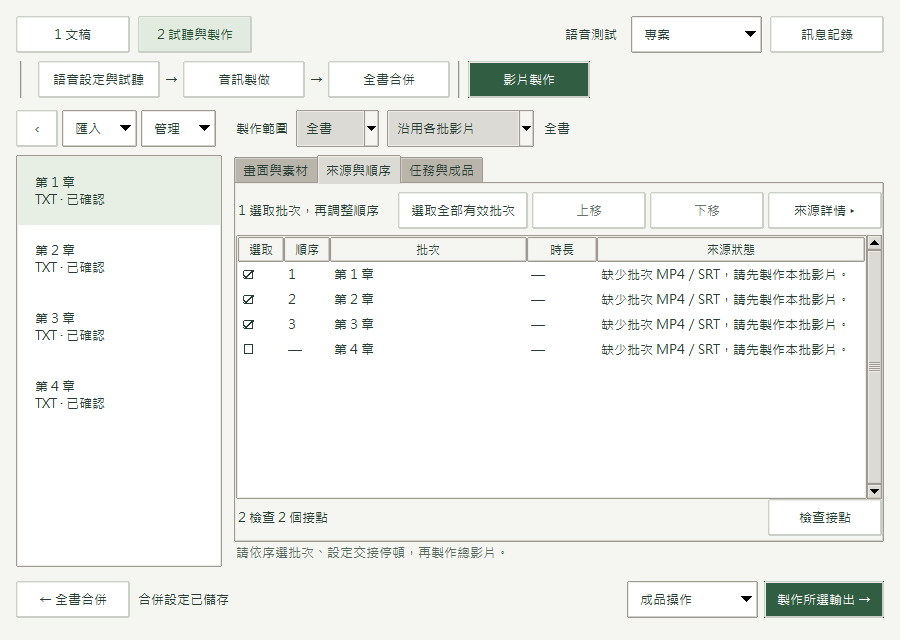 1 文稿
2 試聽與製作
語音測試
專案
訊息記錄
語音設定與試聽
→
音訊製做
→
全書合併
影片製作
‹
匯入
管理
製作範圍
全書
沿用各批影片
全書
第 1 章
TXT · 已確認
第 2 章
TXT · 已確認
第 3 章
TXT · 已確認
第 4 章
TXT · 已確認
畫面與素材
來源與順序
任務與成品
1 選取批次，再調整順序
選取全部有效批次
上移
下移
來源詳情 ▸
選取 順序 批次 時長 來源狀態
☑ 1 第 1 章 — 缺少批次 MP4 / SRT，請先製作本批影片。
☑ 2 第 2 章 — 缺少批次 MP4 / SRT，請先製作本批影片。
☑ 3 第 3 章 — 缺少批次 MP4 / SRT，請先製作本批影片。
☐ — 第 4 章 — 缺少批次 MP4 / SRT，請先製作本批影片。
2 檢查 2 個接點
檢查接點
請依序選批次、設定交接停頓，再製作總影片。
← 全書合併
合併設定已儲存
成品操作
製作所選輸出 →